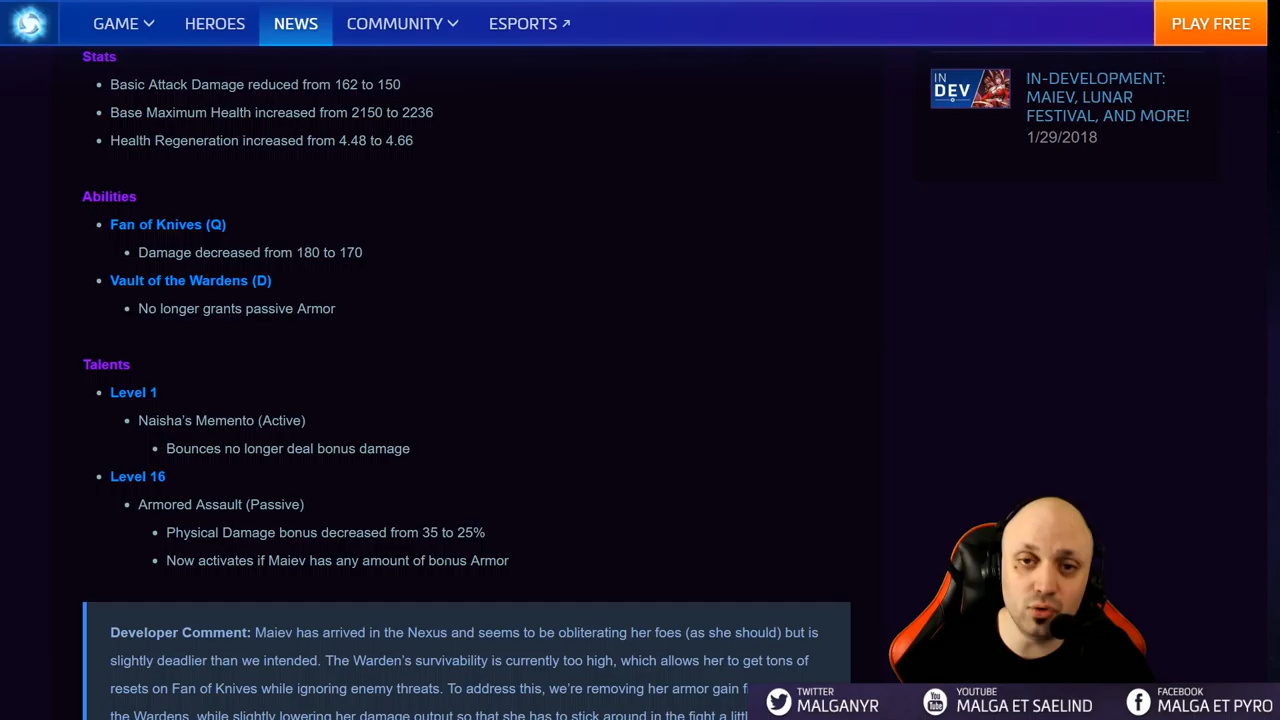 GAME HEROES NEWS COMMUNITY ESPORTS PLAY FREE
Stats
Basic Attack Damage reduced from 162 to 150
Base Maximum Health increased from 2150 to 2236
Health Regeneration increased from 4.48 to 4.66
Abilities
Fan of Knives (Q)
Damage decreased from 180 to 170
Vault of the Wardens (D)
No longer grants passive Armor
Talents
Level 1
Naisha's Memento (Active)
Bounces no longer deal bonus damage
Level 16
Armored Assault (Passive)
Physical Damage bonus decreased from 35 to 25%
Now activates if Maiev has any amount of bonus Armor
Developer Comment: Maiev has arrived in the Nexus and seems to be obliterating her foes (as she should) but is
slightly deadlier than we intended. The Warden's survivability is currently too high, which allows her to get tons of
resets on Fan of Knives while ignoring enemy threats. To address this, we're removing her armor gain
the Wardens, while slightly lowering her damage output so that she has to stick around in the fight a little
IN
DEV
IN-DEVELOPMENT:
MAIEV, LUNAR
FESTIVAL, AND MORE!
1/29/2018
TWITTER
MALGANYR
You
Tube
YOUTUBE
MALGA ET SAELIND
FACEBOOK
MALGA ET PYRO